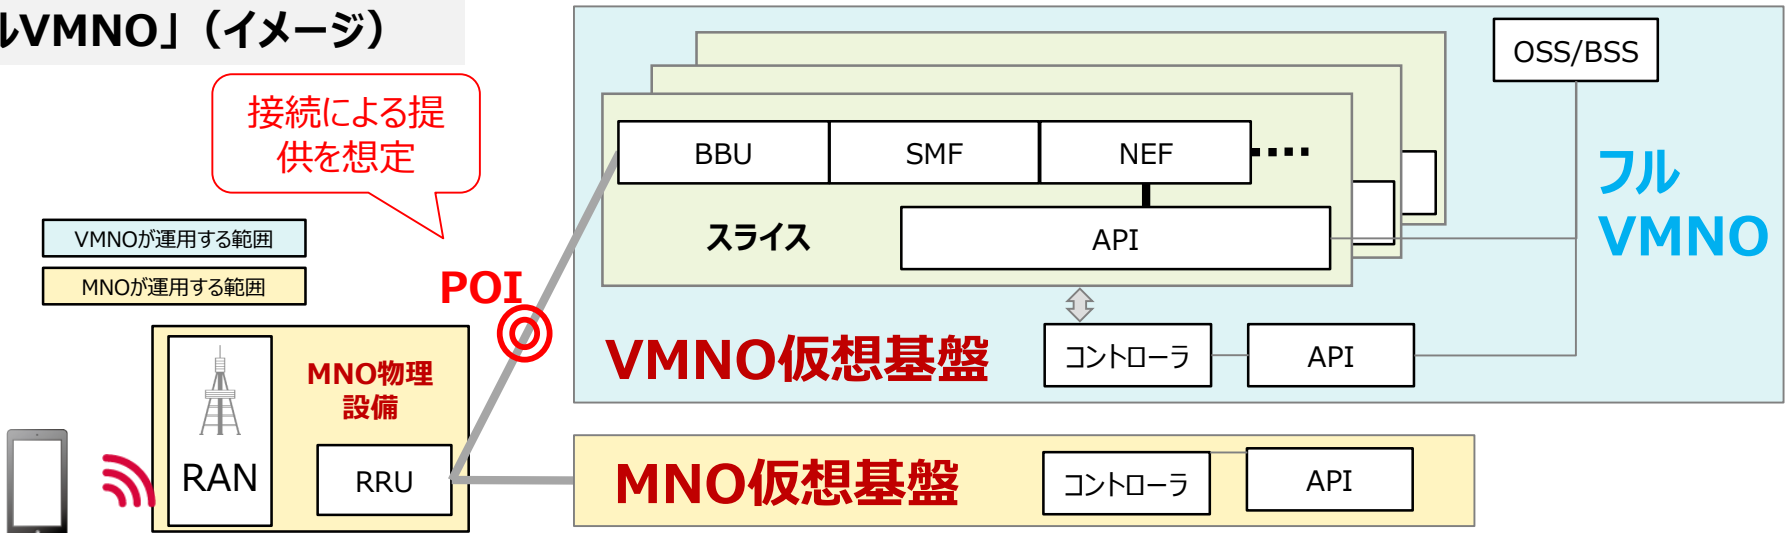 ルVMNO」（イメージ）
接続による提
供を想定
VMNOが運用する範囲
MNOが運用する範囲
POI
MNO物理
設備
RAN
RRU
OSS/BSS
BBU
SMF
NEF
スライス
API
フル
VMNO
VMNO仮想基盤
コントローラ
API
MNO仮想基盤
コントローラ
API